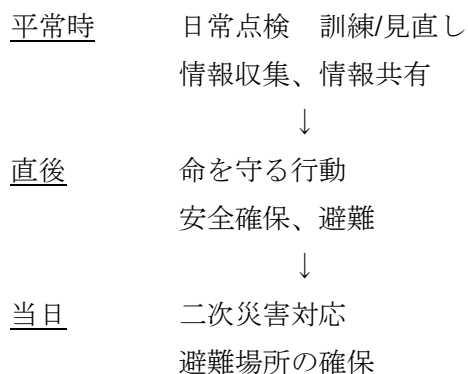 平常時　日常点検　訓練/見直し
情報収集、情報共有
↓
直後　命を守る行動
安全確保、避難
↓
当日　二次災害対応
避難場所の確保